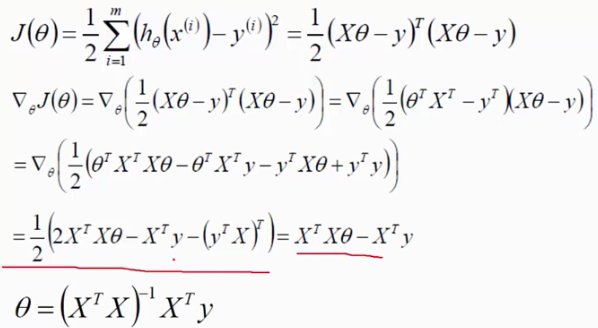 J(θ) = 1/2 ∑_{i=1}^{m} (h_θ(x^{(i)}) − y^{(i)})² = 1/2 (Xθ − y)^T (Xθ − y)
∇_θ J(θ) = ∇_θ (1/2 (Xθ − y)^T (Xθ − y)) = ∇_θ (1/2 (θ^T X^T − y^T)(Xθ − y))
= ∇_θ (1/2 (θ^T X^T Xθ − θ^T X^T y − y^T Xθ + y^T y))
= 1/2 (2X^T Xθ − X^T y − (y^T X)^T) = X^T Xθ − X^T y
θ = (X^T X)^{−1} X^T y